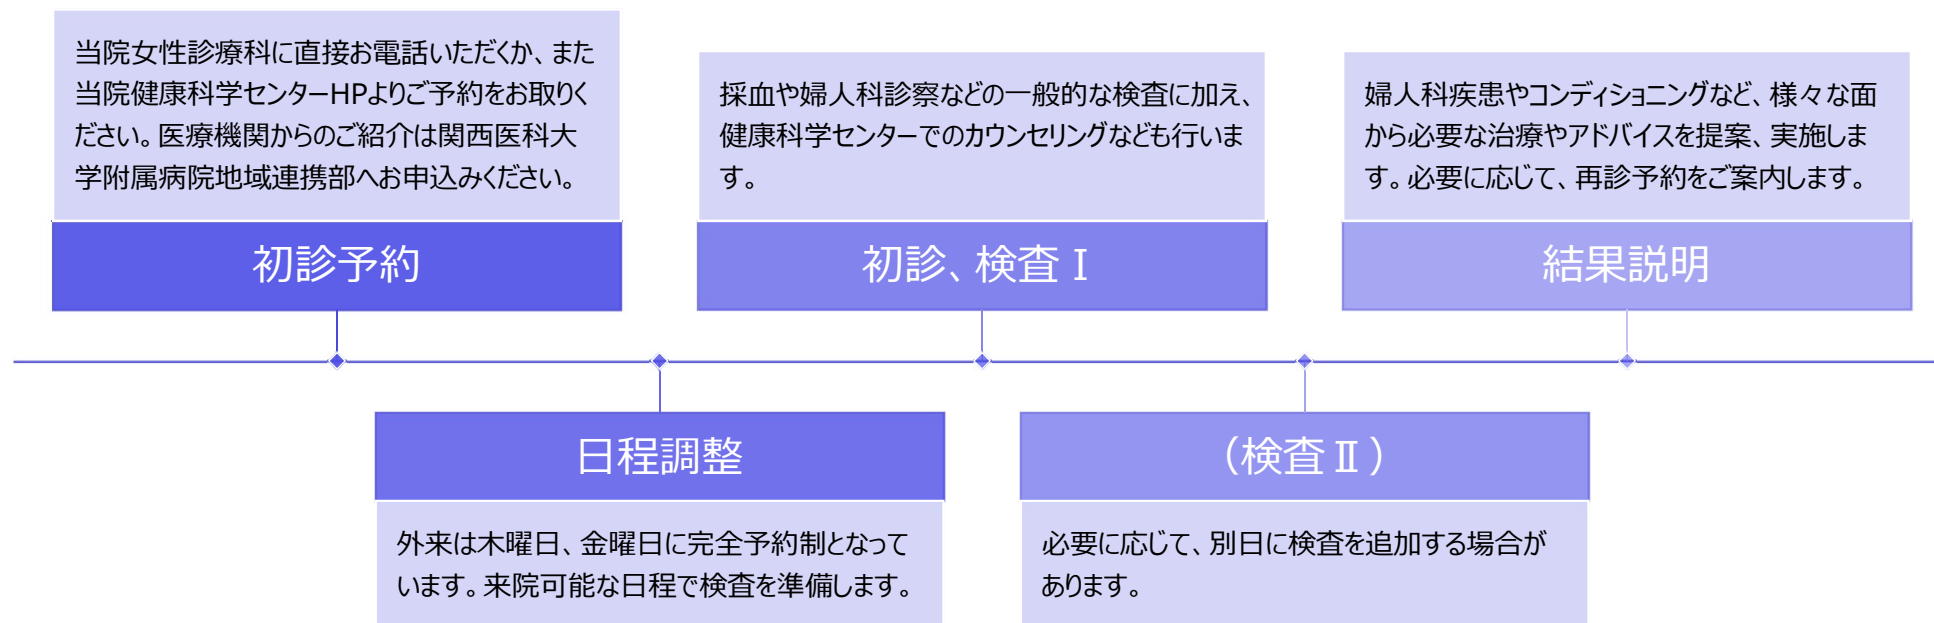 当院女性診療科に直接お電話いただくか、また
当院健康科学センターHPよりご予約をお取りく
ださい。医療機関からのご紹介は関西医科大
学附属病院地域連携部へお申込みください。
初診予約
日程調整
外来は木曜日、金曜日に完全予約制となって
います。来院可能な日程で検査を準備します。
採血や婦人科診察などの一般的な検査に加え、
健康科学センターでのカウンセリングなども行いま
す。
初診、検査Ⅰ
（検査Ⅱ）
必要に応じて、別日に検査を追加する場合が
あります。
婦人科疾患やコンディショニングなど、様々な面
から必要な治療やアドバイスを提案、実施しま
す。必要に応じて、再診予約をご案内します。
結果説明